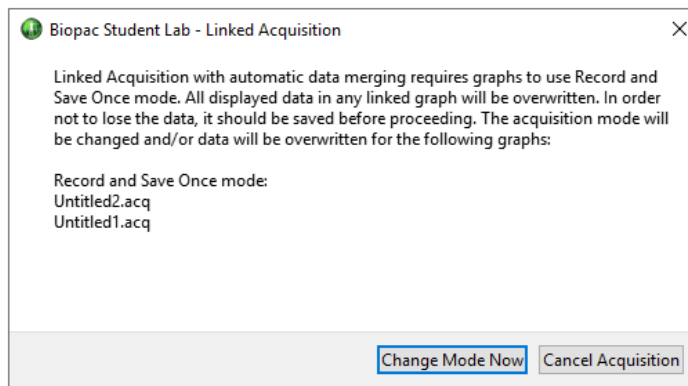 Biopac Student Lab - Linked Acquisition
Linked Acquisition with automatic data merging requires graphs to use Record and
Save Once mode. All displayed data in any linked graph will be overwritten. In order
not to lose the data, it should be saved before proceeding. The acquisition mode will
be changed and/or data will be overwritten for the following graphs:
Record and Save Once mode:
Untitled2.acq
Untitled1.acq
Change Mode Now Cancel Acquisition